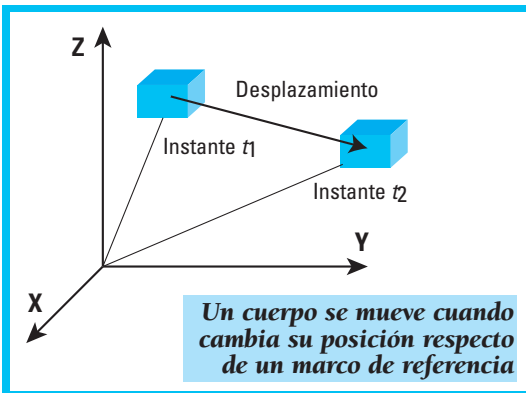 Z
Desplazamiento
Instante t1
Instante t2
Y
X
Un cuerpo se mueve cuando
cambia su posición respecto
de un marco de referencia